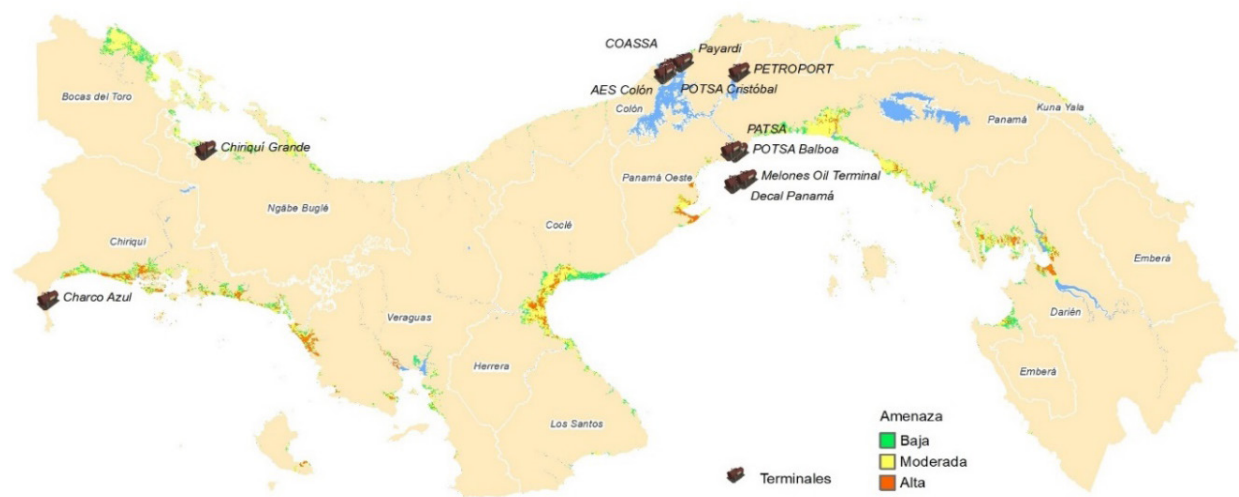 COASSA
Payardi
PETROPORT
AES Colón
POTSA Cristóbal
Bocas del Toro
Colón
Kuna Yala
Panamá
PATSA
POTSA Balboa
Chiriquí Grande
Panamá Oeste
Melones Oil Terminal
Decal Panamá
Ngäbe Buglé
Coclé
Chiriquí
Emberá
Charco Azul
Veraguas
Darién
Herrera
Emberá
Los Santos
Amenaza
Baja
Moderada
Alta
Terminales